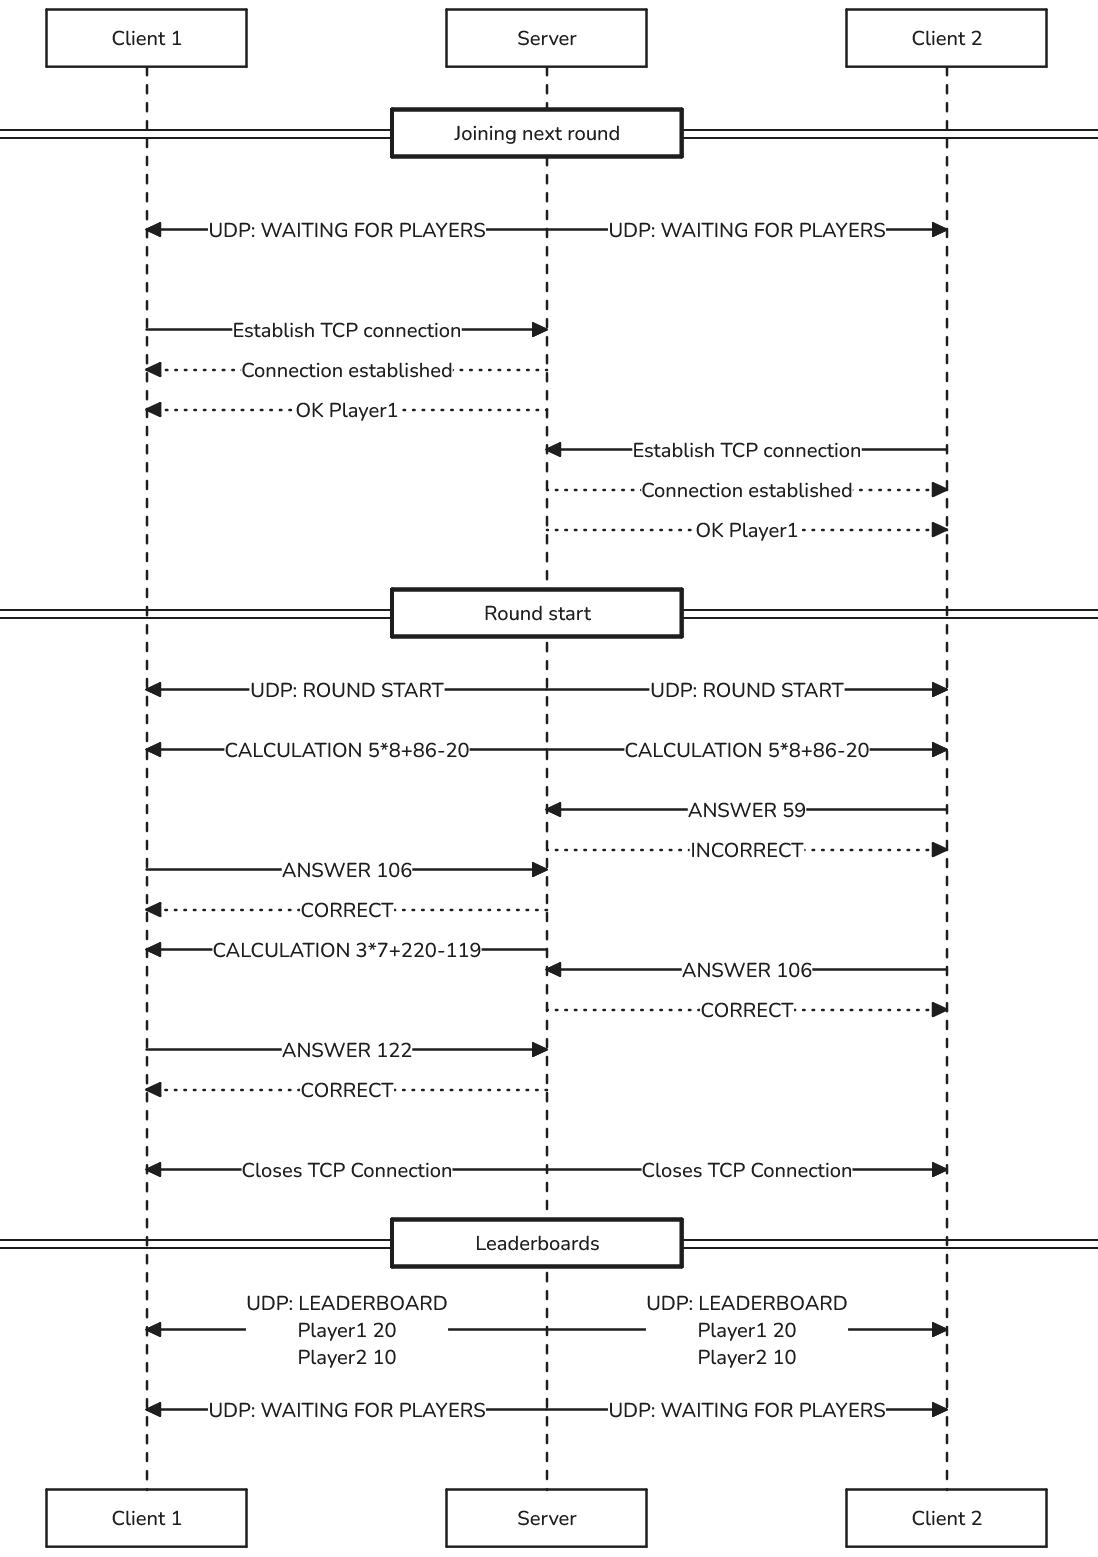 Client 1
Server
Client 2
Joining next round
UDP: WAITING FOR PLAYERS
UDP: WAITING FOR PLAYERS
Establish TCP connection
Connection established
OK Player1
Establish TCP connection
Connection established
OK Player1
Round start
UDP: ROUND START
UDP: ROUND START
CALCULATION 5*8+86-20
CALCULATION 5*8+86-20
ANSWER 59
INCORRECT
ANSWER 106
CORRECT
CALCULATION 3*7+220-119
ANSWER 106
CORRECT
ANSWER 122
CORRECT
Closes TCP Connection
Closes TCP Connection
Leaderboards
UDP: LEADERBOARD
Player1 20
Player2 10
UDP: LEADERBOARD
Player1 20
Player2 10
UDP: WAITING FOR PLAYERS
UDP: WAITING FOR PLAYERS
Client 1
Server
Client 2